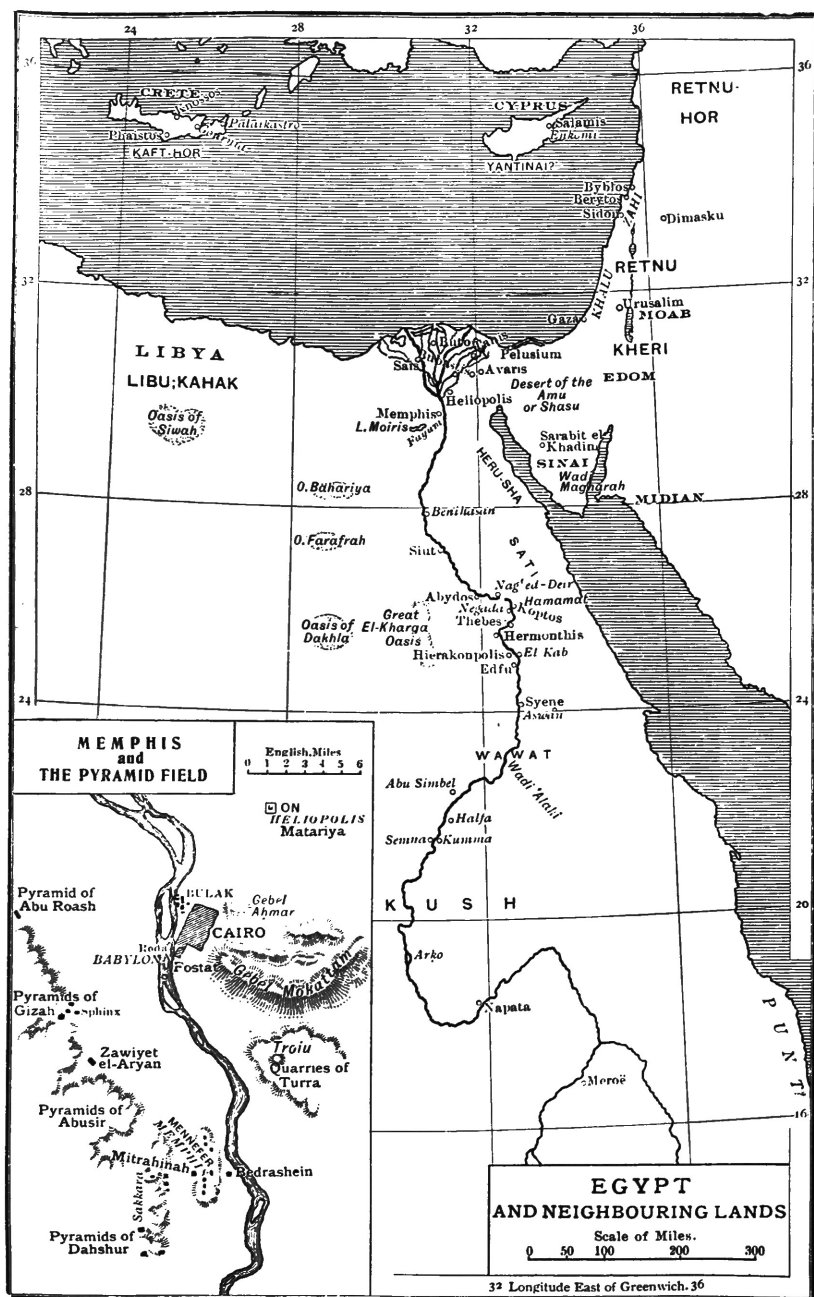 24
28
32
36
36
36
CRETE
Knossos
Palaikastro
Gournia
Phaistos
KAFT-HOR
CYPRUS
Salamis
Enkomi
YANTINAI?
RETNU-
HOR
Byblos
Berytos
Sidon
ZAHI
Dimasku
32
32
RETNU
KHALU
Urusalim
Gaza
MOAB
KHERI
EDOM
LIBYA
LIBU;KAHAK
Buto
Tanis
Pelusium
Sais
Bubastis
Avaris
Heliopolis
Desert of the
Amu
or Shasu
Oasis of
Siwah
Memphis
L. Moiris
Fayum
Sarabit el
Khadim
SINAI
Wadi
Magharah
HERU-SHA
MIDIAN
28
28
O. Bahariya
Benihasan
O. Farafrah
Siut
SATI
Nag'ed-Deir
Abydos
Hamamat
Negada
Koptos
Oasis of
Dakhla
Great
El-Kharga
Oasis
Thebes
Hermonthis
Hierakonpolis
El Kab
Edfu
24
24
Syene
Aswân
WAWAT
Wadi 'Alaki
Abu Simbel
Halfa
Semna
Kumma
KUSH
20
Arko
Napata
PUNT
Meroë
16
MEMPHIS
and
THE PYRAMID FIELD
English.Miles
0 1 2 3 4 5 6
ON
HELIOPOLIS
Matariya
Pyramid of
Abu Roash
BULAK
Gebel
Ahmar
CAIRO
Roda
BABYLON
Fostat
Gebel Mokattam
Pyramids of
Gizah
Sphinx
Zawiyet
el-Aryan
Troiu
Quarries of
Turra
Pyramids of
Abusir
MENNEFER
MEMPHIS
Mitrahinah
Bedrashein
Sakkara
Pyramids of
Dahshur
EGYPT
AND NEIGHBOURING LANDS
Scale of Miles.
0 50 100 200 300
32 Longitude East of Greenwich. 36